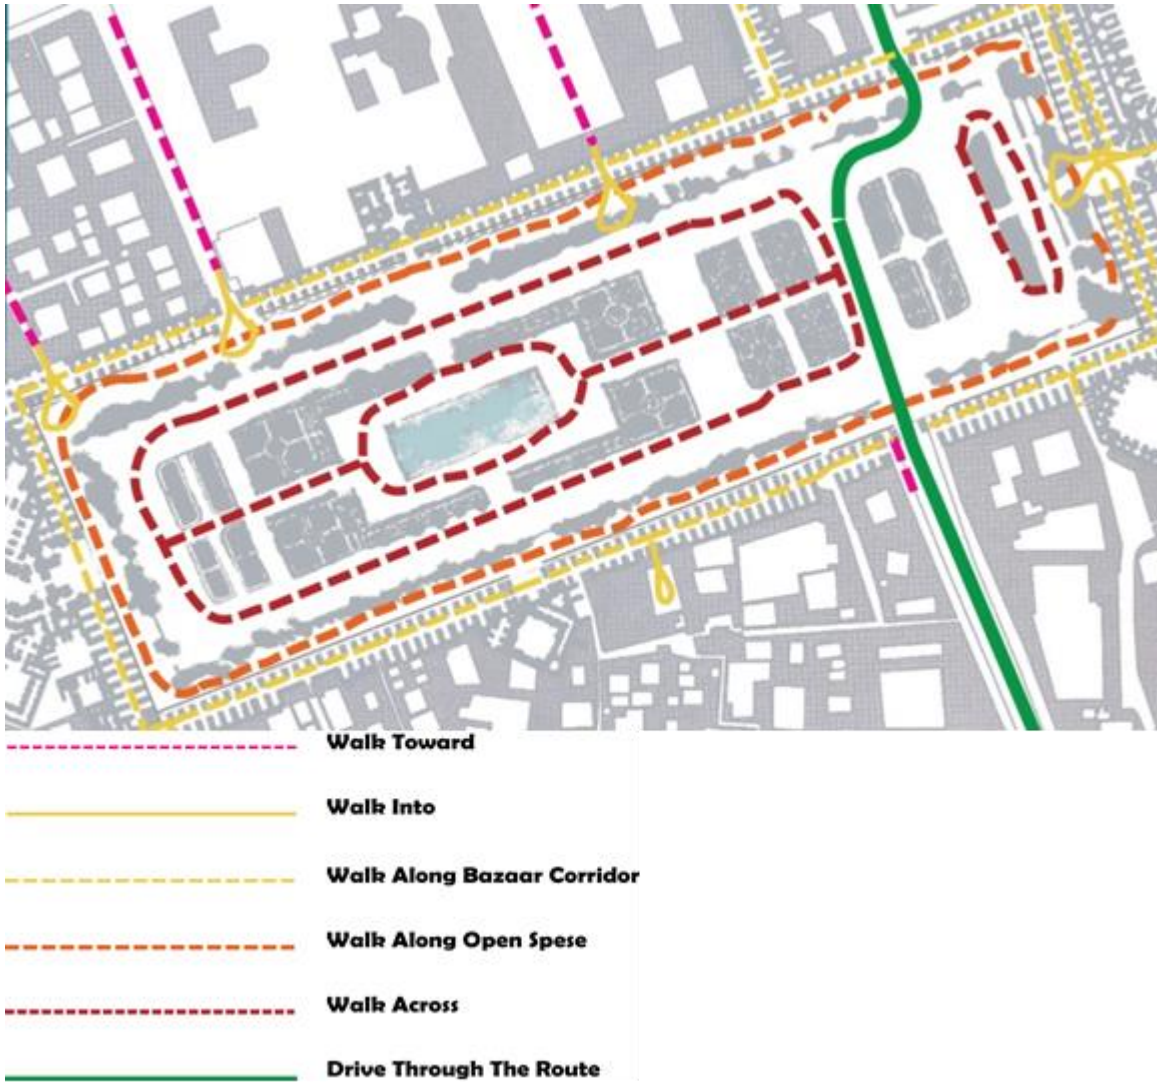 Walk Toward
Walk Into
Walk Along Bazaar Corridor
Walk Along Open Spese
Walk Across
Drive Through The Route